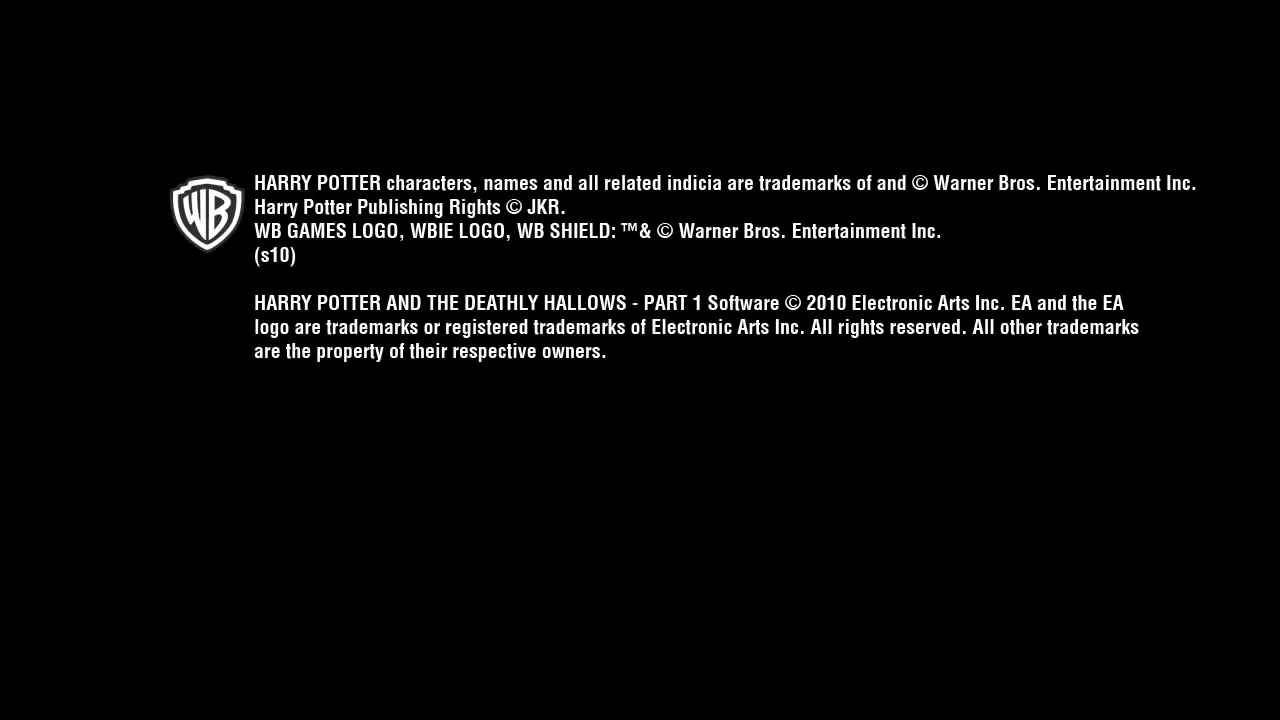 WB
HARRY POTTER characters, names and all related indicia are trademarks of and © Warner Bros. Entertainment Inc.
Harry Potter Publishing Rights © JKR.
WB GAMES LOGO, WBIE LOGO, WB SHIELD: ™& © Warner Bros. Entertainment Inc.
(s10)
HARRY POTTER AND THE DEATHLY HALLOWS - PART 1 Software © 2010 Electronic Arts Inc. EA and the EA
logo are trademarks or registered trademarks of Electronic Arts Inc. All rights reserved. All other trademarks
are the property of their respective owners.